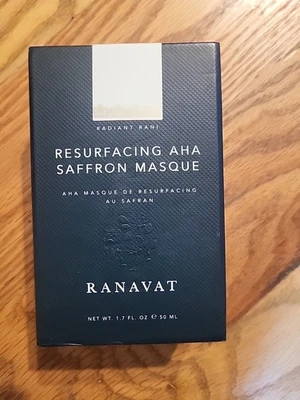 RADIANT RANI
RESURFACING AHA
SAFFRON MASQUE
AHA MASQUE DE RESURFACING
AU SAFRAN
RANAVAT
NET WT. 1.7 FL. OZ ℮ 50 ML